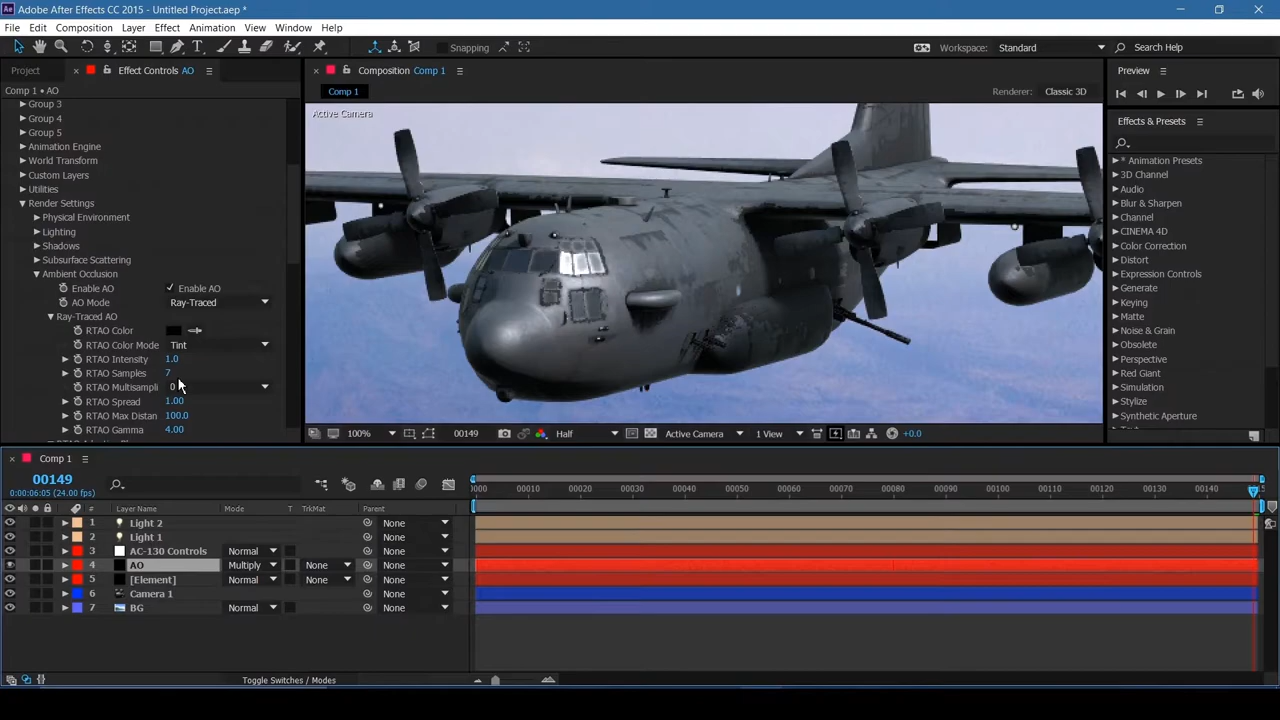 Adobe After Effects CC 2015 - Untitled Project.aep *
File Edit Composition Layer Effect Animation View Window Help
Snapping Workspace: Standard Search Help
Project Effect Controls AO Composition Comp 1 Preview
Comp 1 • AO
Comp 1 Renderer: Classic 3D
Active Camera
Group 3
Group 4
Group 5
Animation Engine
World Transform
Custom Layers
Utilities
Render Settings
Physical Environment
Lighting
Shadows
Subsurface Scattering
Ambient Occlusion
Enable AO Enable AO
AO Mode Ray-Traced
Ray-Traced AO
RTAO Color
RTAO Color Mode Tint
RTAO Intensity 1.0
RTAO Samples 7
RTAO Multisampli 0
RTAO Spread 1.00
RTAO Max Distan 100.0
RTAO Gamma 4.00
Effects & Presets
* Animation Presets
3D Channel
Audio
Blur & Sharpen
Channel
CINEMA 4D
Color Correction
Distort
Expression Controls
Generate
Keying
Matte
Noise & Grain
Obsolete
Perspective
Red Giant
Simulation
Stylize
Synthetic Aperture
100% 00149 Half Active Camera 1 View +0.0
Comp 1
00149
0:00:06:05 (24.00 fps)
# Layer Name Mode T TrkMat Parent
00010 00020 00030 00040 00050 00060 00070 00080 00090 00100 00110 00120 00130 00140
1 Light 2 None
2 Light 1 None
3 AC-130 Controls Normal None
4 AO Multiply None None
5 [Element] Normal None None
6 Camera 1 None
7 BG Normal None
Toggle Switches / Modes